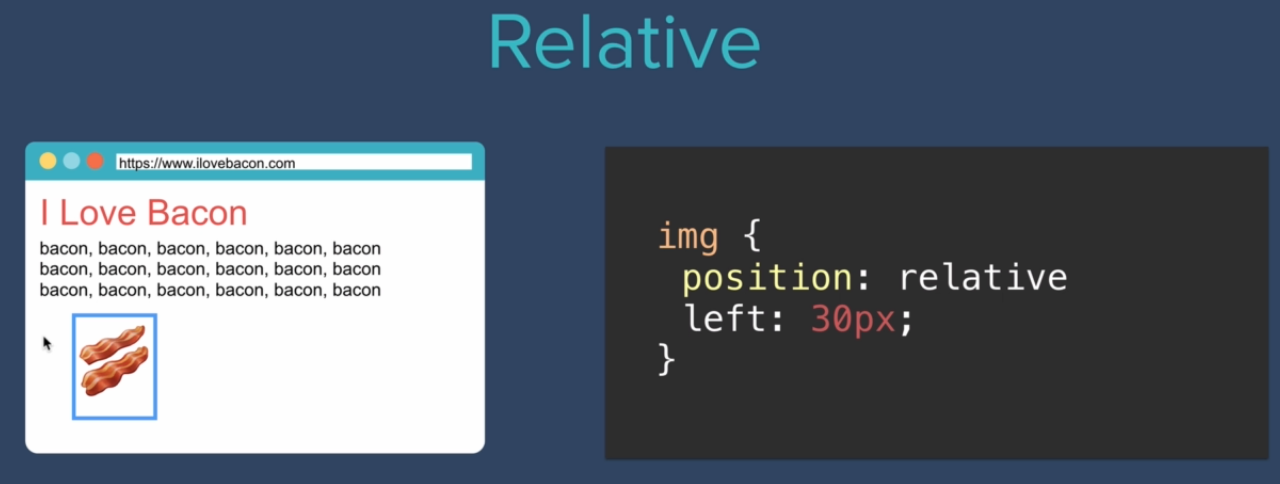 Relative
https://www.ilovebacon.com
I Love Bacon
bacon, bacon, bacon, bacon, bacon, bacon
bacon, bacon, bacon, bacon, bacon, bacon
bacon, bacon, bacon, bacon, bacon, bacon
img {
position: relative
left: 30px;
}